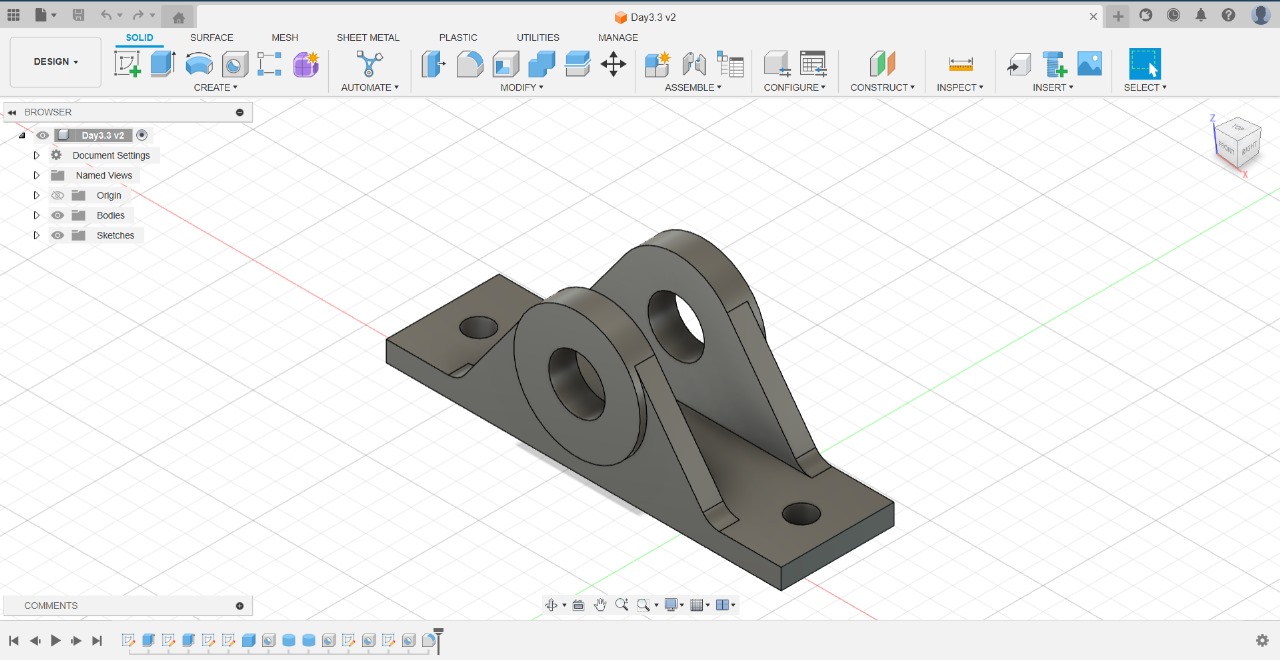 Day3.3 v2
SOLID SURFACE MESH SHEET METAL PLASTIC UTILITIES MANAGE
DESIGN
CREATE AUTOMATE MODIFY ASSEMBLE CONFIGURE CONSTRUCT INSPECT INSERT SELECT
BROWSER
Day3.3 v2
Document Settings
Named Views
Origin
Bodies
Sketches
Z
TOP
FRONT RIGHT
X
COMMENTS